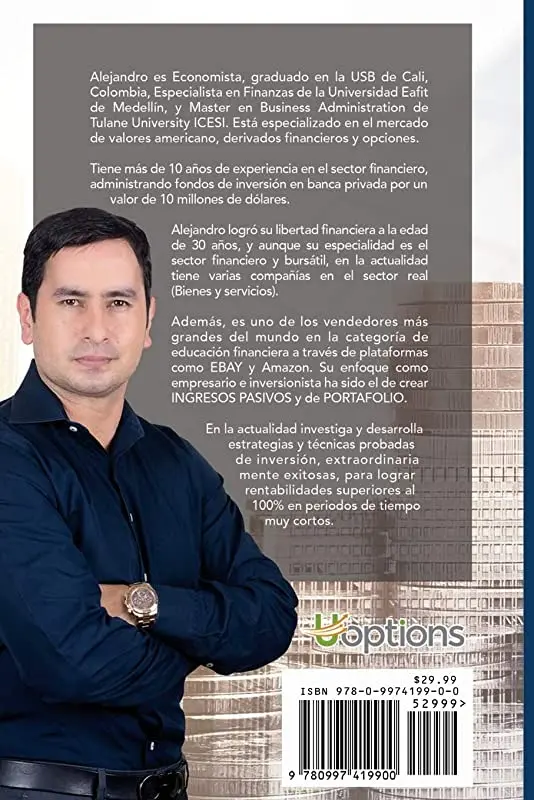 Alejandro es Economista, graduado en la USB de Cali,
Colombia, Especialista en Finanzas de la Universidad Eafit
de Medellín, y Master en Business Administration de
Tulane University ICESI. Está especializado en el mercado
de valores americano, derivados financieros y opciones.
Tiene más de 10 años de experiencia en el sector financiero,
administrando fondos de inversión en banca privada por un
valor de 10 millones de dólares.
Alejandro logró su libertad financiera a la edad
de 30 años, y aunque su especialidad es el
sector financiero y bursátil, en la actualidad
tiene varias compañías en el sector real
(Bienes y servicios).
Además, es uno de los vendedores más
grandes del mundo en la categoría de
educación financiera a través de plataformas
como EBAY y Amazon. Su enfoque como
empresario e inversionista ha sido el de crear
INGRESOS PASIVOS y de PORTAFOLIO.
En la actualidad investiga y desarrolla
estrategias y técnicas probadas
de inversión, extraordinaria
mente exitosas, para lograr
rentabilidades superiores al
100% en periodos de tiempo
muy cortos.
Uoptions
$29.99
ISBN 978-0-9974199-0-0
52999>
9 780997 419900